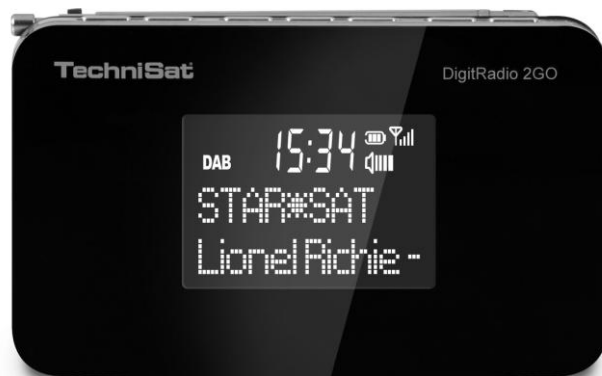 TechniSat
DigitRadio 2GO
DAB 15:34
STAR*SAT
Lionel Richie -